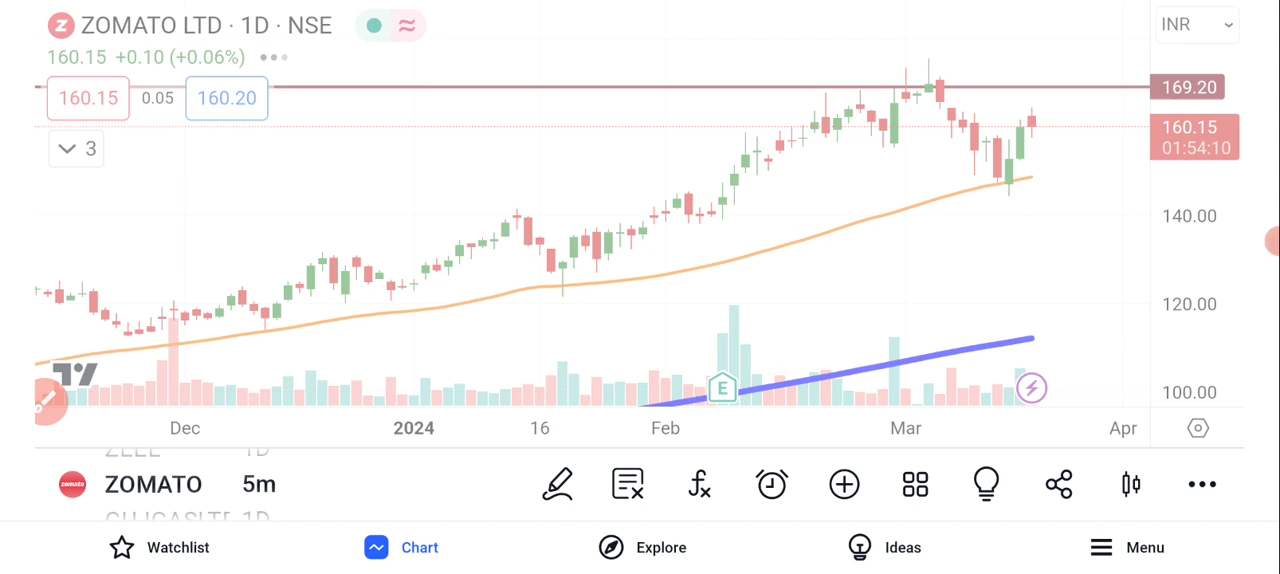 ZOMATO LTD · 1D · NSE
INR
160.15 +0.10 (+0.06%)
160.15 0.05 160.20
169.20
160.15
01:54:10
3
140.00
120.00
100.00
E
Dec 2024 16 Feb Mar Apr
ZOMATO 5m
Watchlist Chart Explore Ideas Menu